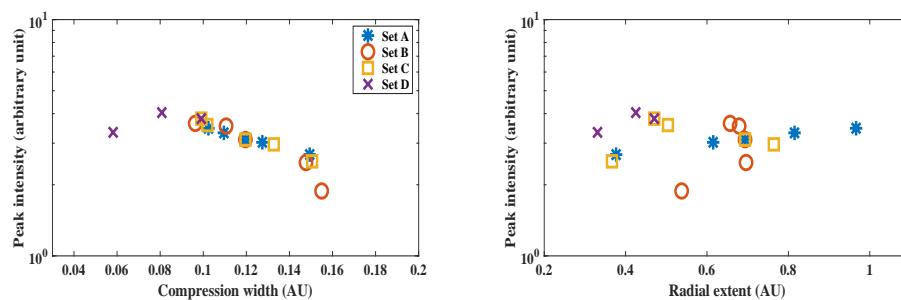 10^1
Set A
Set B
Set C
Set D
Peak intensity (arbitrary unit)
10^0
0.04 0.06 0.08 0.1 0.12 0.14 0.16 0.18 0.2
Compression width (AU)
10^1
Peak intensity (arbitrary unit)
10^0
0.2 0.4 0.6 0.8 1
Radial extent (AU)